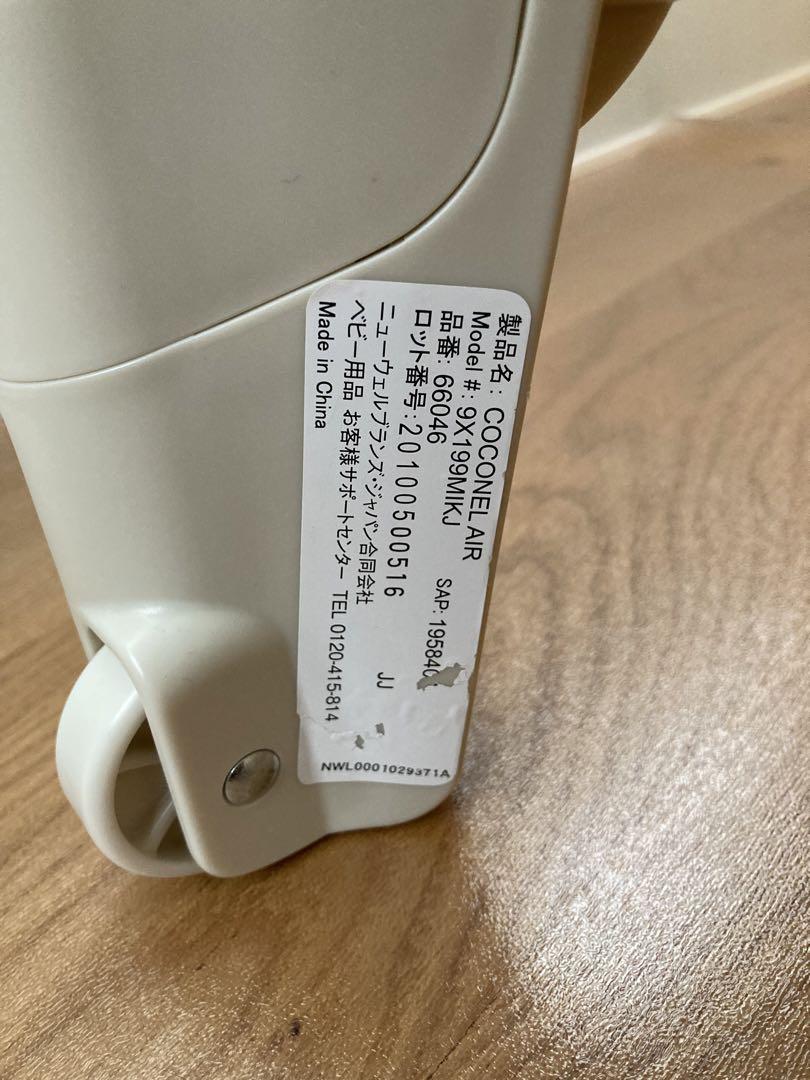 製品名: COCONEL AIR
Model #: 9X199MIKJ
品番: 66046 SAP: 195840
ロット番号:20100500516
ニューウェルブランズ・ジャパン合同会社 JJ
ベビー用品 お客様サポートセンター TEL 0120-415-814
Made in China
NWL0001029371A